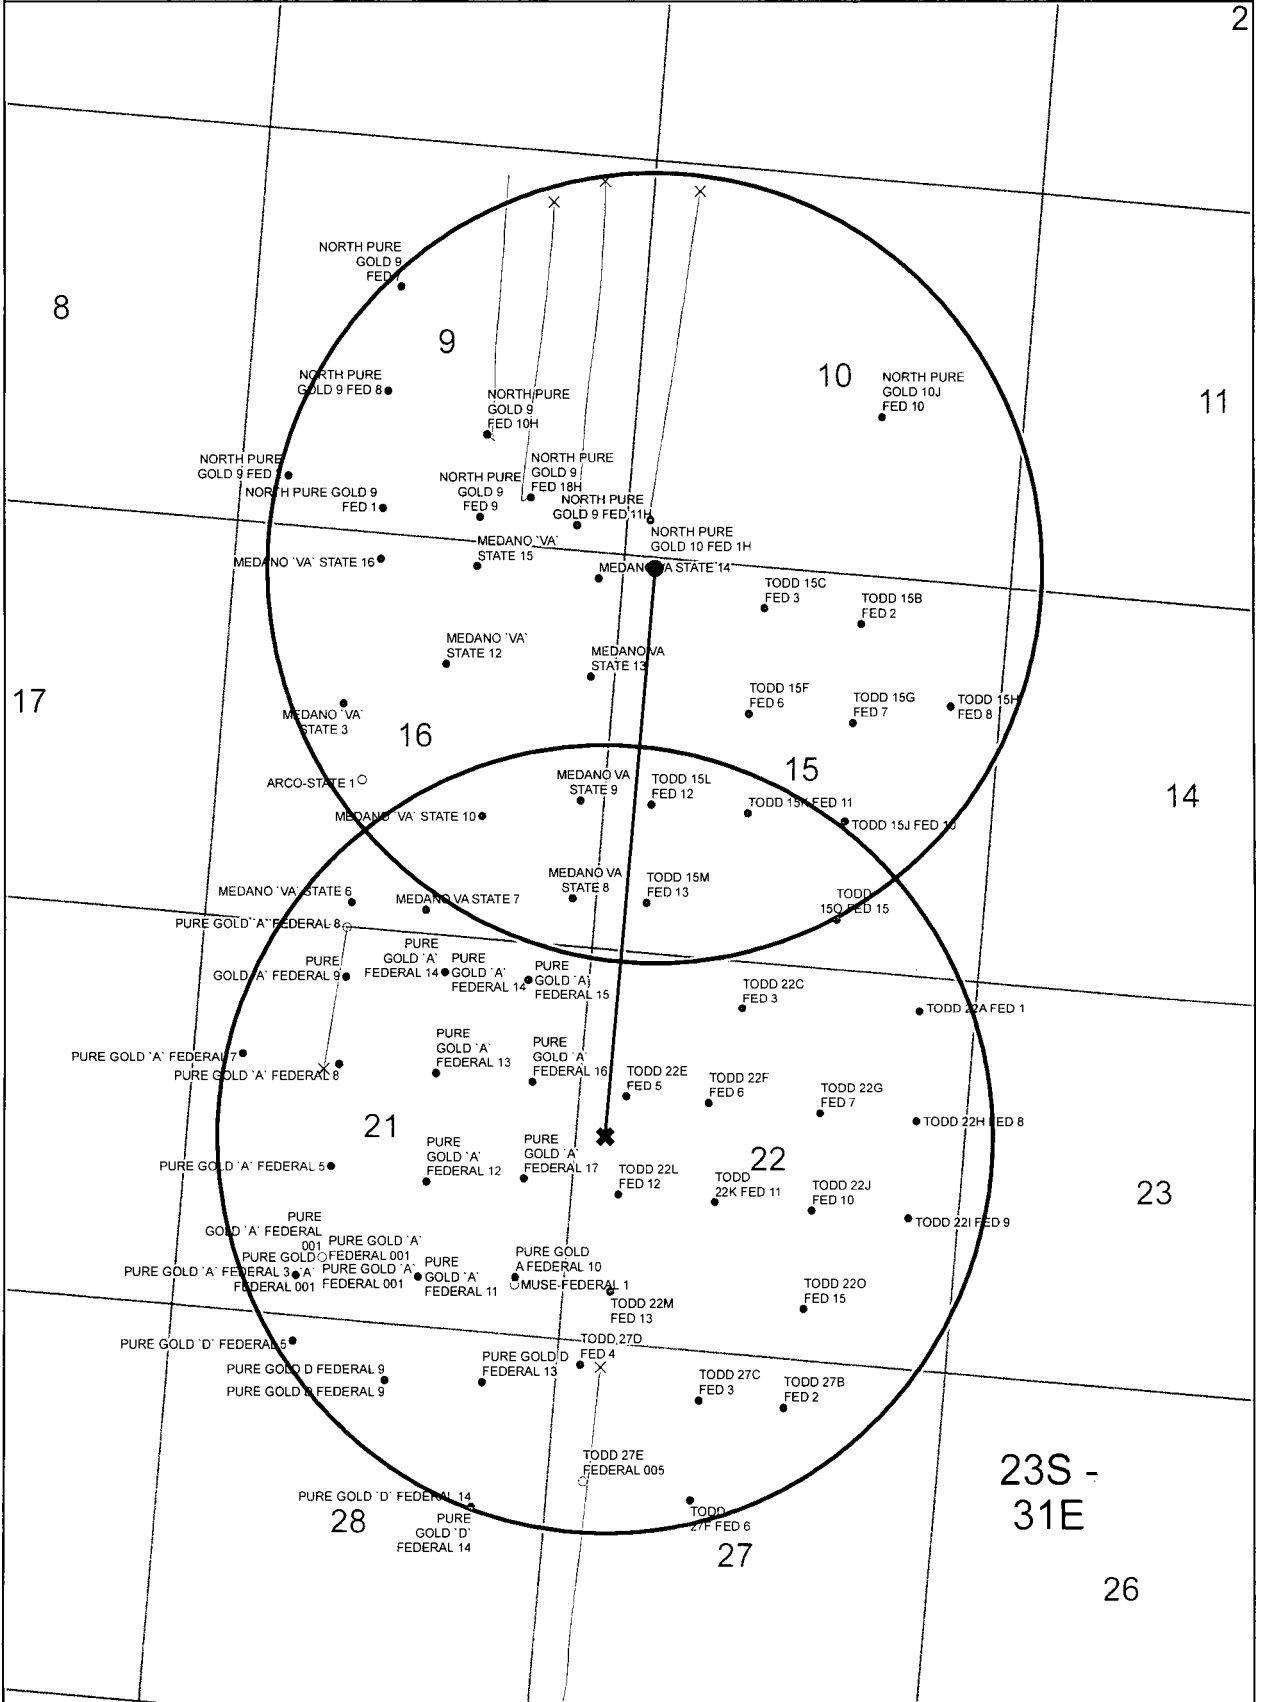 2
NORTH PURE
GOLD 9
FED 7
8
9
10
11
NORTH PURE
GOLD 9 FED 8
NORTH PURE
GOLD 9
FED 10H
NORTH PURE
GOLD 10J
FED 10
NORTH PURE
GOLD 9 FED
NORTH PURE GOLD 9
FED 1
NORTH PURE
GOLD 9
FED 9
NORTH PURE
GOLD 9
FED 18H
NORTH PURE
GOLD 9 FED 11H
NORTH PURE
GOLD 10 FED 1H
MEDANO 'VA' STATE 16
MEDANO 'VA'
STATE 15
MEDANO VA STATE 14
TODD 15C
FED 3
TODD 15B
FED 2
MEDANO 'VA'
STATE 12
MEDANO VA
STATE 13
17
MEDANO 'VA'
STATE 3
16
TODD 15F
FED 6
TODD 15G
FED 7
TODD 15H
FED 8
15
14
ARCO-STATE 1
MEDANO VA
STATE 9
TODD 15L
FED 12
TODD 15K FED 11
MEDANO 'VA' STATE 10
TODD 15J FED 10
MEDANO 'VA' STATE 6
MEDANO VA STATE 7
MEDANO VA
STATE 8
TODD 15M
FED 13
TODD
15O FED 15
PURE GOLD 'A' FEDERAL 8
PURE
GOLD 'A' FEDERAL 9
PURE
GOLD 'A'
FEDERAL 14
PURE
GOLD 'A'
FEDERAL 14
PURE
GOLD 'A'
FEDERAL 15
TODD 22C
FED 3
TODD 22A FED 1
PURE GOLD 'A' FEDERAL 7
PURE GOLD 'A' FEDERAL 8
PURE
GOLD 'A'
FEDERAL 13
PURE
GOLD 'A'
FEDERAL 16
TODD 22E
FED 5
TODD 22F
FED 6
TODD 22G
FED 7
TODD 22H FED 8
21
22
23
PURE GOLD 'A' FEDERAL 5
PURE
GOLD 'A'
FEDERAL 12
PURE
GOLD 'A'
FEDERAL 17
TODD 22L
FED 12
TODD
22K FED 11
TODD 22J
FED 10
TODD 22I FED 9
PURE
GOLD 'A' FEDERAL
001
PURE GOLD
'A'
FEDERAL 001
PURE GOLD 'A'
FEDERAL 001
PURE GOLD 'A' FEDERAL 3
PURE GOLD 'A'
FEDERAL 001
PURE
GOLD 'A'
FEDERAL 11
PURE GOLD
A FEDERAL 10
MUSE-FEDERAL 1
TODD 22M
FED 13
TODD 22O
FED 15
PURE GOLD 'D' FEDERAL 5
PURE GOLD D FEDERAL 9
PURE GOLD D FEDERAL 9
PURE GOLD D
FEDERAL 13
TODD 27D
FED 4
TODD 27C
FED 3
TODD 27B
FED 2
TODD 27E
FEDERAL 005
23S -
31E
PURE GOLD 'D' FEDERAL 14
28
PURE
GOLD 'D'
FEDERAL 14
TODD
27F FED 6
27
26